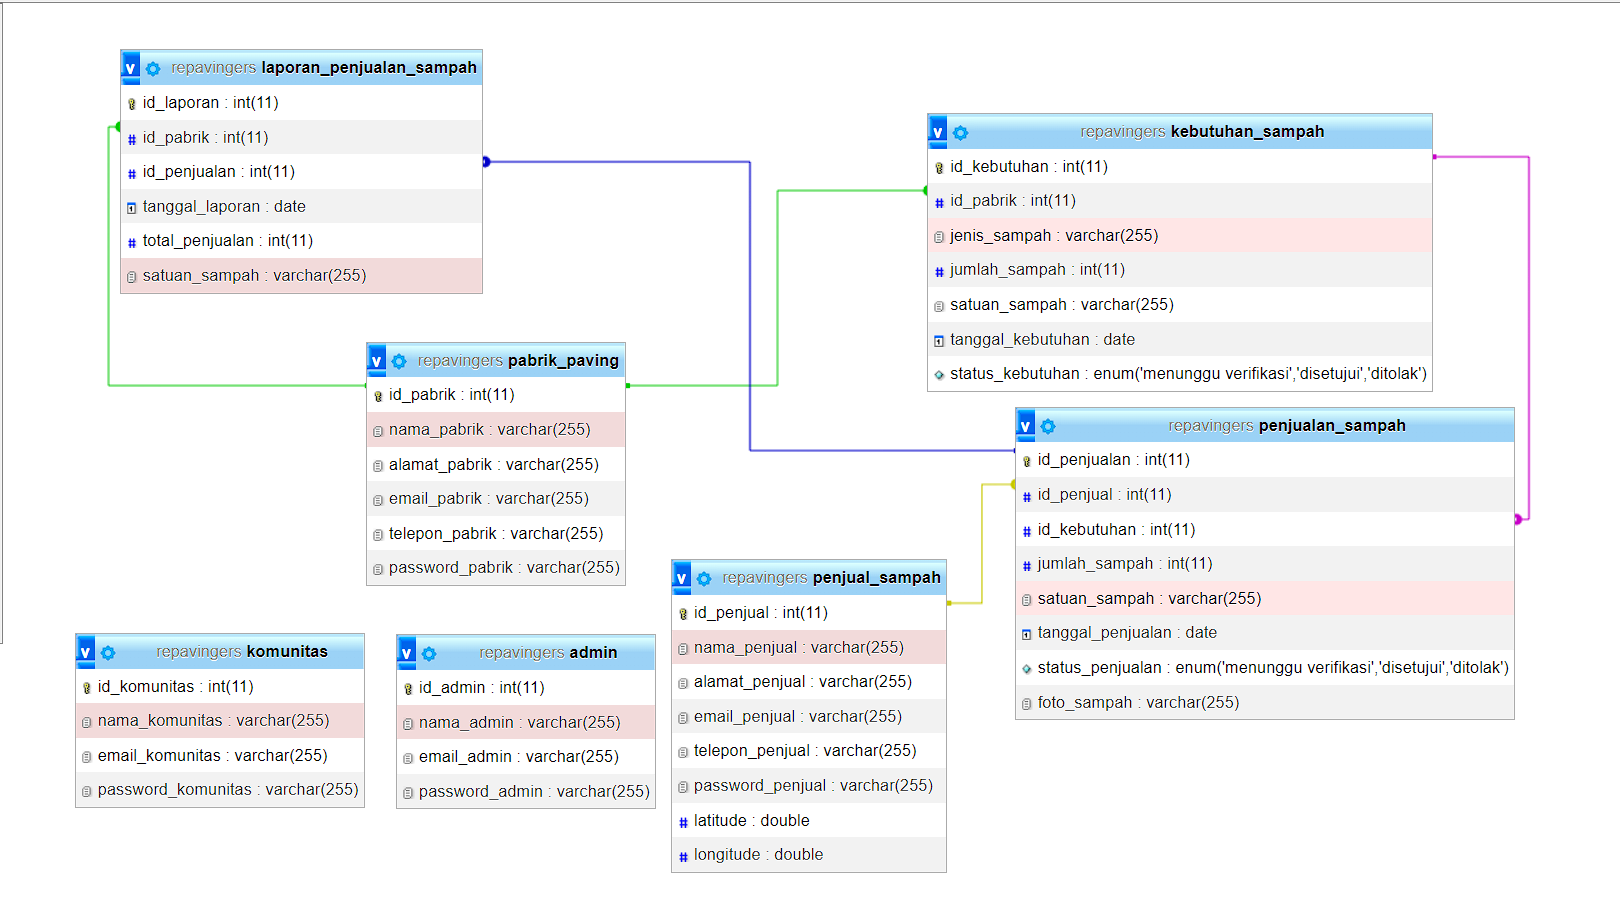 repavingers laporan_penjualan_sampah
id_laporan : int(11)
id_pabrik : int(11)
id_penjualan : int(11)
tanggal_laporan : date
total_penjualan : int(11)
satuan_sampah : varchar(255)
repavingers kebutuhan_sampah
id_kebutuhan : int(11)
id_pabrik : int(11)
jenis_sampah : varchar(255)
jumlah_sampah : int(11)
satuan_sampah : varchar(255)
tanggal_kebutuhan : date
status_kebutuhan : enum('menunggu verifikasi','disetujui','ditolak')
repavingers pabrik_paving
id_pabrik : int(11)
nama_pabrik : varchar(255)
alamat_pabrik : varchar(255)
email_pabrik : varchar(255)
telepon_pabrik : varchar(255)
password_pabrik : varchar(255)
repavingers penjualan_sampah
id_penjualan : int(11)
id_penjual : int(11)
id_kebutuhan : int(11)
jumlah_sampah : int(11)
satuan_sampah : varchar(255)
tanggal_penjualan : date
status_penjualan : enum('menunggu verifikasi','disetujui','ditolak')
foto_sampah : varchar(255)
repavingers penjual_sampah
id_penjual : int(11)
nama_penjual : varchar(255)
alamat_penjual : varchar(255)
email_penjual : varchar(255)
telepon_penjual : varchar(255)
password_penjual : varchar(255)
latitude : double
longitude : double
repavingers komunitas
id_komunitas : int(11)
nama_komunitas : varchar(255)
email_komunitas : varchar(255)
password_komunitas : varchar(255)
repavingers admin
id_admin : int(11)
nama_admin : varchar(255)
email_admin : varchar(255)
password_admin : varchar(255)